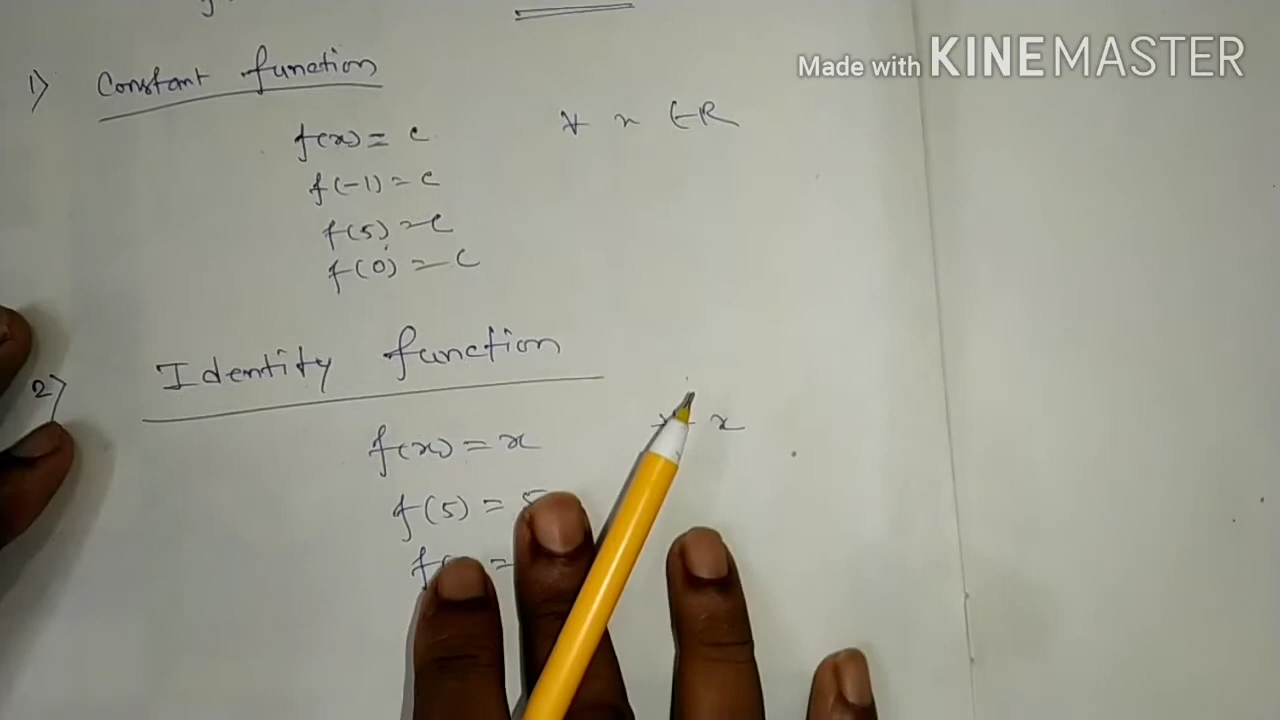 Made with KINEMASTER
1) Constant function
f(x) = c ∀ x ∈ R
f(-1) = c
f(5) = c
f(0) = c
2) Identity function
f(x) = x ∀ x
f(5) = 5